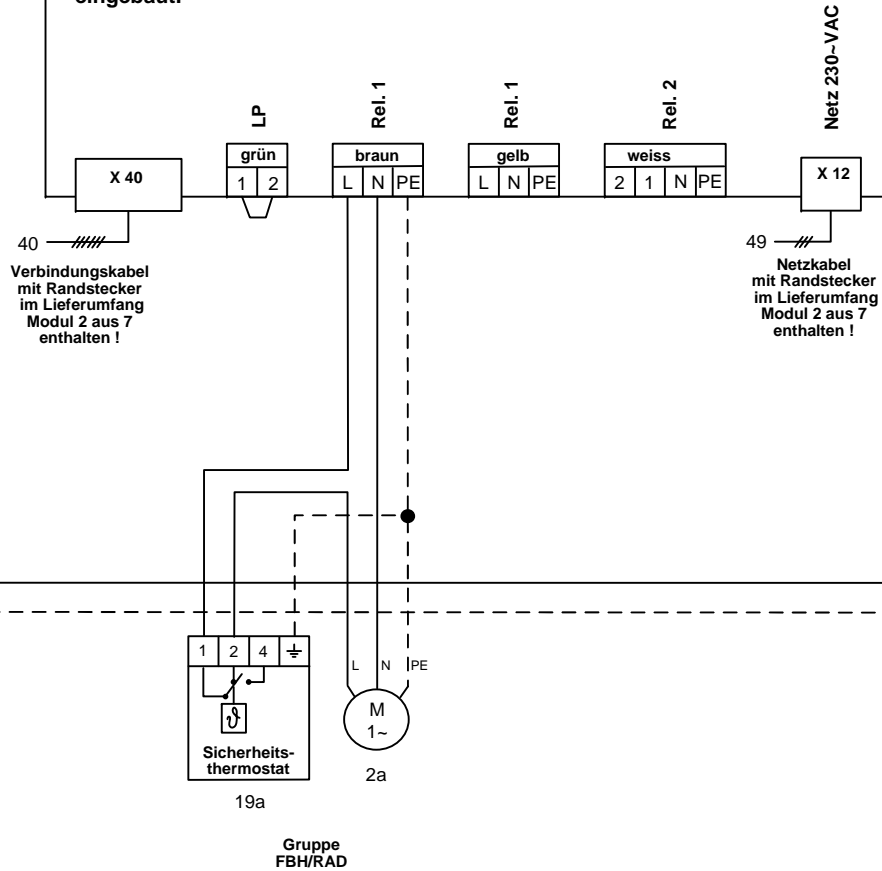 eingebaut!
LP
Rel. 1
Rel. 1
Rel. 2
Netz 230~VAC
X 40
grün
1 2
braun
L N PE
gelb
L N PE
weiss
2 1 N PE
X 12
40
Verbindungskabel
mit Randstecker
im Lieferumfang
Modul 2 aus 7
enthalten !
49
Netzkabel
mit Randstecker
im Lieferumfang
Modul 2 aus 7
enthalten !
1 2 4
L N PE
ϑ
M
1~
Sicherheits-
thermostat
2a
19a
Gruppe
FBH/RAD